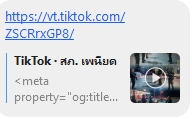 https://vt.tiktok.com/
ZSCRrxGP8/
TikTok · สภ. เพนียด
<meta
property="og:title...